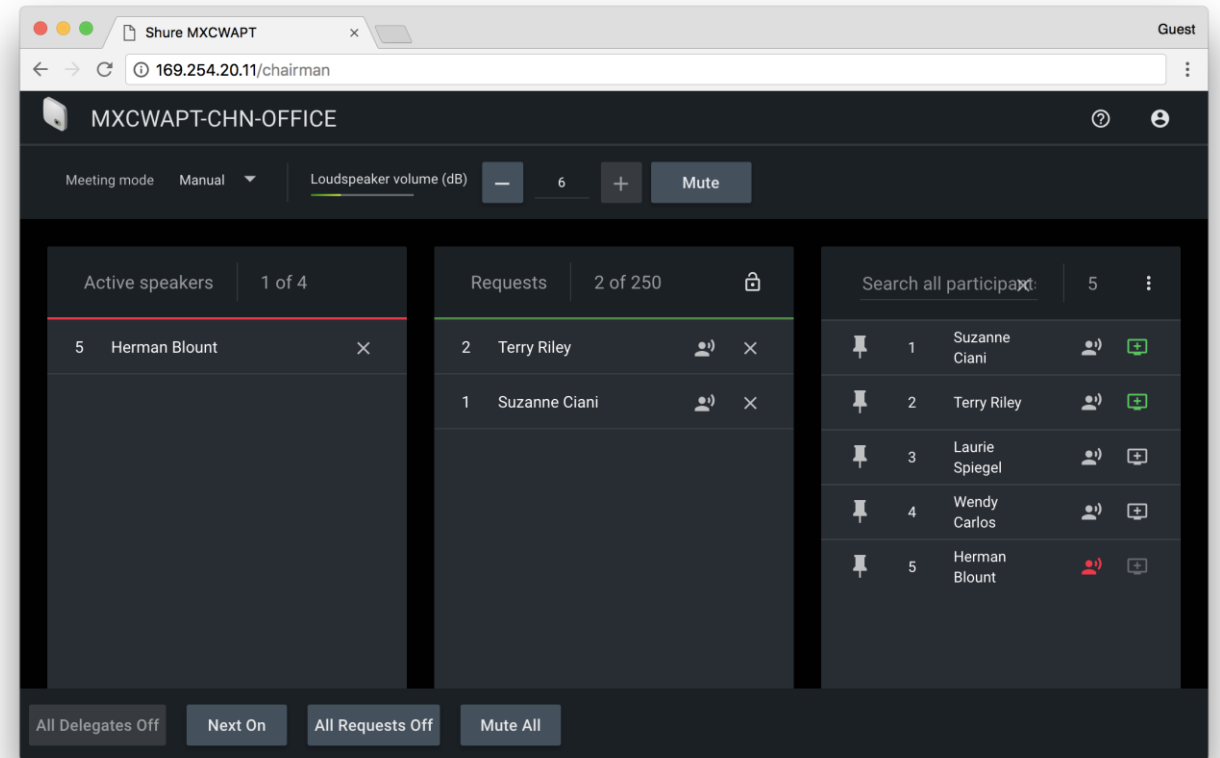 Shure MXCWAPT
Guest
169.254.20.11/chairman
MXCWAPT-CHN-OFFICE
Meeting mode Manual Loudspeaker volume (dB) 6 Mute
Active speakers 1 of 4
5 Herman Blount
Requests 2 of 250
2 Terry Riley
1 Suzanne Ciani
Search all participants 5
1 Suzanne
Ciani
2 Terry Riley
3 Laurie
Spiegel
4 Wendy
Carlos
5 Herman
Blount
All Delegates Off Next On All Requests Off Mute All